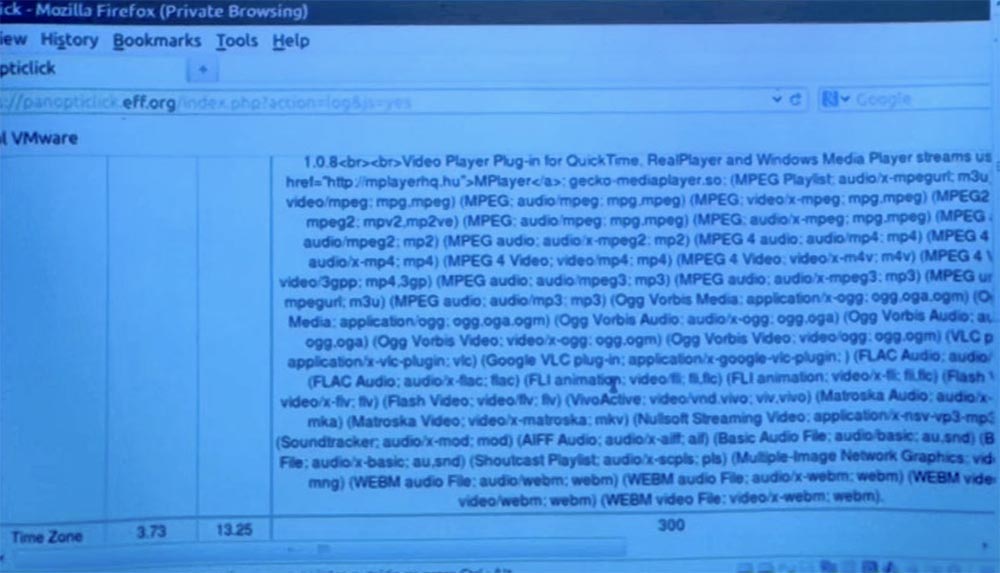 ick - Mozilla Firefox (Private Browsing)
iew History Bookmarks Tools Help
pticlick +
://panopticlick.eff.org/index.php?action=log&js=yes Google
l VMware
1.0.8<br><br>Video Player Plug-in for QuickTime, RealPlayer and Windows Media Player streams us
href="http://mplayerhq.hu">MPlayer</a>; gecko-mediaplayer.so; (MPEG Playlist; audio/x-mpegurl; m3u
video/mpeg; mpg,mpeg) (MPEG; audio/mpeg; mpg,mpeg) (MPEG; video/x-mpeg; mpg,mpeg) (MPEG2
mpeg2; mpv2,mp2ve) (MPEG; audio/mpeg; mpg,mpeg) (MPEG; audio/x-mpeg; mpg,mpeg) (MPEG
audio/mpeg2; mp2) (MPEG audio; audio/x-mpeg2; mp2) (MPEG 4 audio; audio/mp4; mp4) (MPEG 4
audio/x-mp4; mp4) (MPEG 4 Video; video/mp4; mp4) (MPEG 4 Video; video/x-m4v; m4v) (MPEG 4 V
video/3gpp; mp4,3gp) (MPEG audio; audio/mpeg3; mp3) (MPEG audio; audio/x-mpeg3; mp3) (MPEG ur
mpegurl; m3u) (MPEG audio; audio/mp3; mp3) (Ogg Vorbis Media; application/x-ogg; ogg,oga,ogm) (O
Media; application/ogg; ogg,oga,ogm) (Ogg Vorbis Audio; audio/x-ogg; ogg,oga) (Ogg Vorbis Audio; au
ogg,oga) (Ogg Vorbis Video; video/x-ogg; ogg,ogm) (Ogg Vorbis Video; video/ogg; ogg,ogm) (VLC p
application/x-vlc-plugin; vlc) (Google VLC plug-in; application/x-google-vlc-plugin; ) (FLAC Audio; audio/
(FLAC Audio; audio/x-flac; flac) (FLI animation; video/fli; fli,flc) (FLI animation; video/x-fli; fli,flc) (Flash
video/x-flv; flv) (Flash Video; video/flv; flv) (VivoActive; video/vnd.vivo; viv,vivo) (Matroska Audio; audio/x-
mka) (Matroska Video; video/x-matroska; mkv) (Nullsoft Streaming Video; application/x-nsv-vp3-mp3
(Soundtracker; audio/x-mod; mod) (AIFF Audio; audio/x-aiff; aif) (Basic Audio File; audio/basic; au,snd) (B
File; audio/x-basic; au,snd) (Shoutcast Playlist; audio/x-scpls; pls) (Multiple-Image Network Graphics; vid
mng) (WEBM audio File; audio/webm; webm) (WEBM audio File; audio/x-webm; webm) (WEBM vide
video/webm; webm) (WEBM video File; video/x-webm; webm).
Time Zone 3.73 13.25 300